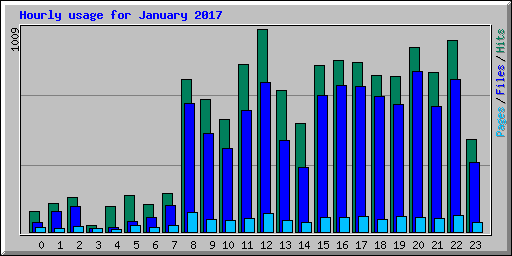 Hourly usage for January 2017
1009
Pages / Files / Hits
0 1 2 3 4 5 6 7 8 9 10 11 12 13 14 15 16 17 18 19 20 21 22 23